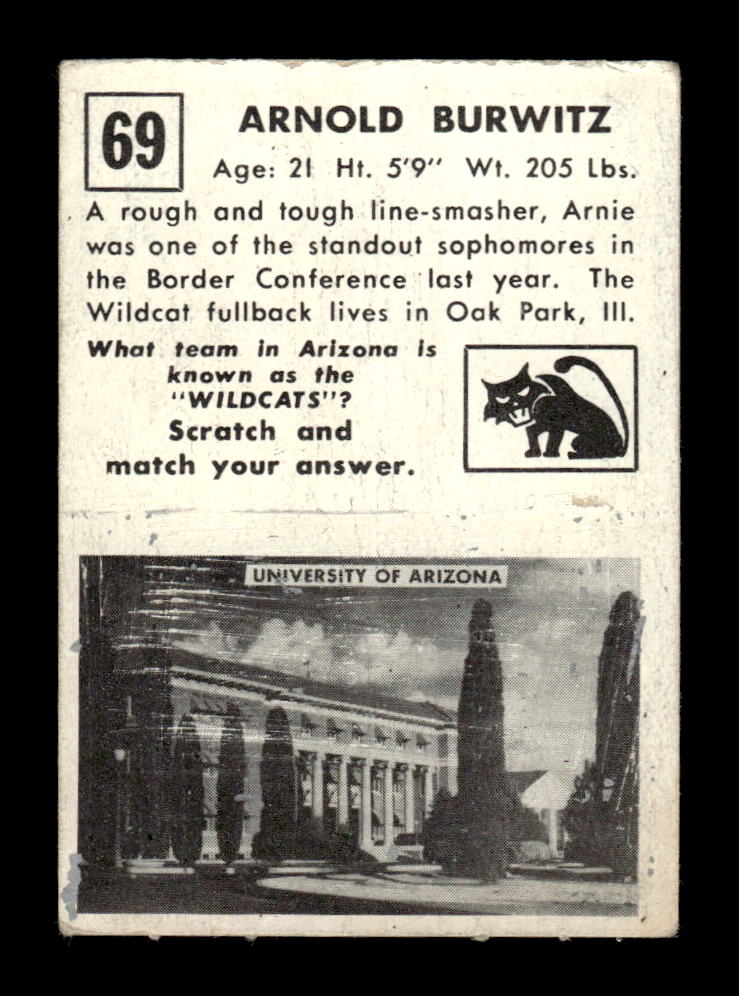 69
ARNOLD BURWITZ
Age: 21 Ht. 5'9" Wt. 205 Lbs.
A rough and tough line-smasher, Arnie
was one of the standout sophomores in
the Border Conference last year. The
Wildcat fullback lives in Oak Park, Ill.
What team in Arizona is
known as the
"WILDCATS"?
Scratch and
match your answer.
UNIVERSITY OF ARIZONA